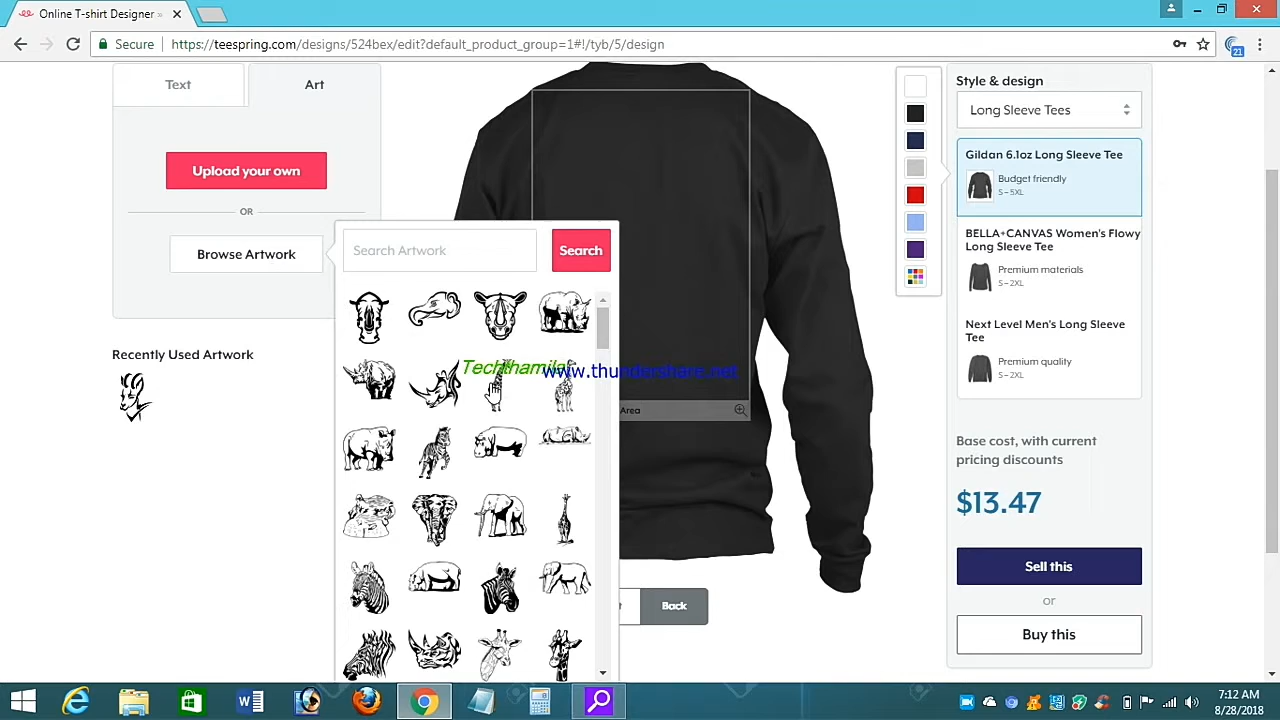 Online T-shirt Designer »
Secure
https://teespring.com/designs/524bex/edit?default_product_group=1#!/tyb/5/design
21
Text
Art
Upload your own
OR
Browse Artwork
Search Artwork
Search
Recently Used Artwork
Techthamila
www.thundershare.net
Area
Back
Style & design
Long Sleeve Tees
Gildan 6.1oz Long Sleeve Tee
Budget friendly
S – 5XL
BELLA+CANVAS Women's Flowy
Long Sleeve Tee
Premium materials
S – 2XL
Next Level Men's Long Sleeve
Tee
Premium quality
S – 2XL
Base cost, with current
pricing discounts
$13.47
Sell this
or
Buy this
7:12 AM
8/28/2018